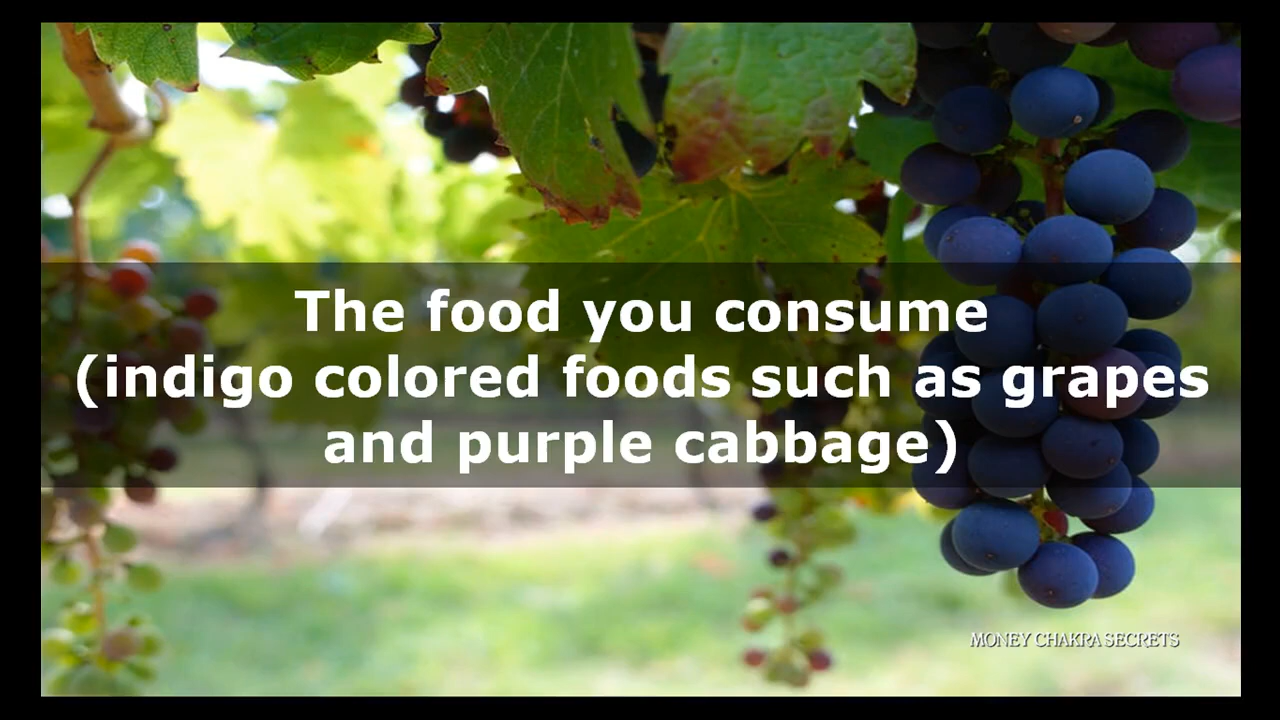 The food you consume
(indigo colored foods such as grapes
and purple cabbage)
MONEY CHAKRA SECRETS